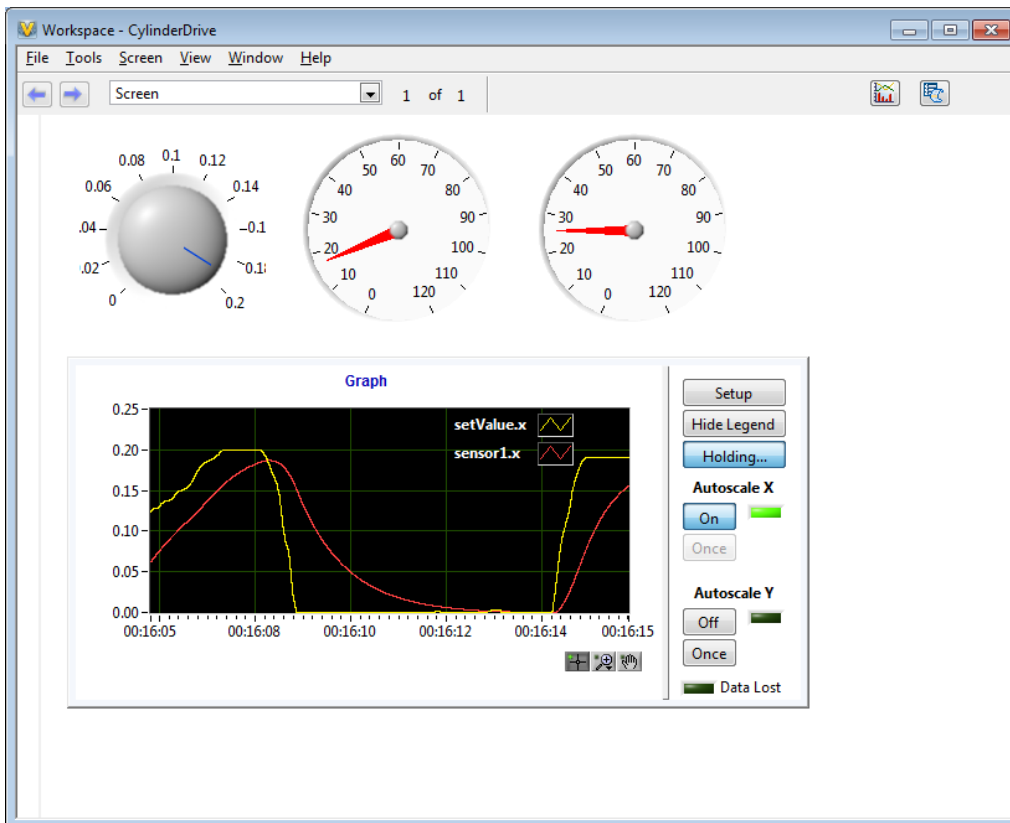 Workspace - CylinderDrive
File Tools Screen View Window Help
Screen 1 of 1
0 .02 .04 0.06 0.08 0.1 0.12 0.14 -0.1 0.18 0.2
0 10 20 30 40 50 60 70 80 90 100 110 120
0 10 20 30 40 50 60 70 80 90 100 110 120
Graph
setValue.x
sensor1.x
0.25
0.20
0.15
0.10
0.05
0.00
00:16:05 00:16:08 00:16:10 00:16:12 00:16:14 00:16:15
Setup
Hide Legend
Holding...
Autoscale X
On
Once
Autoscale Y
Off
Once
Data Lost